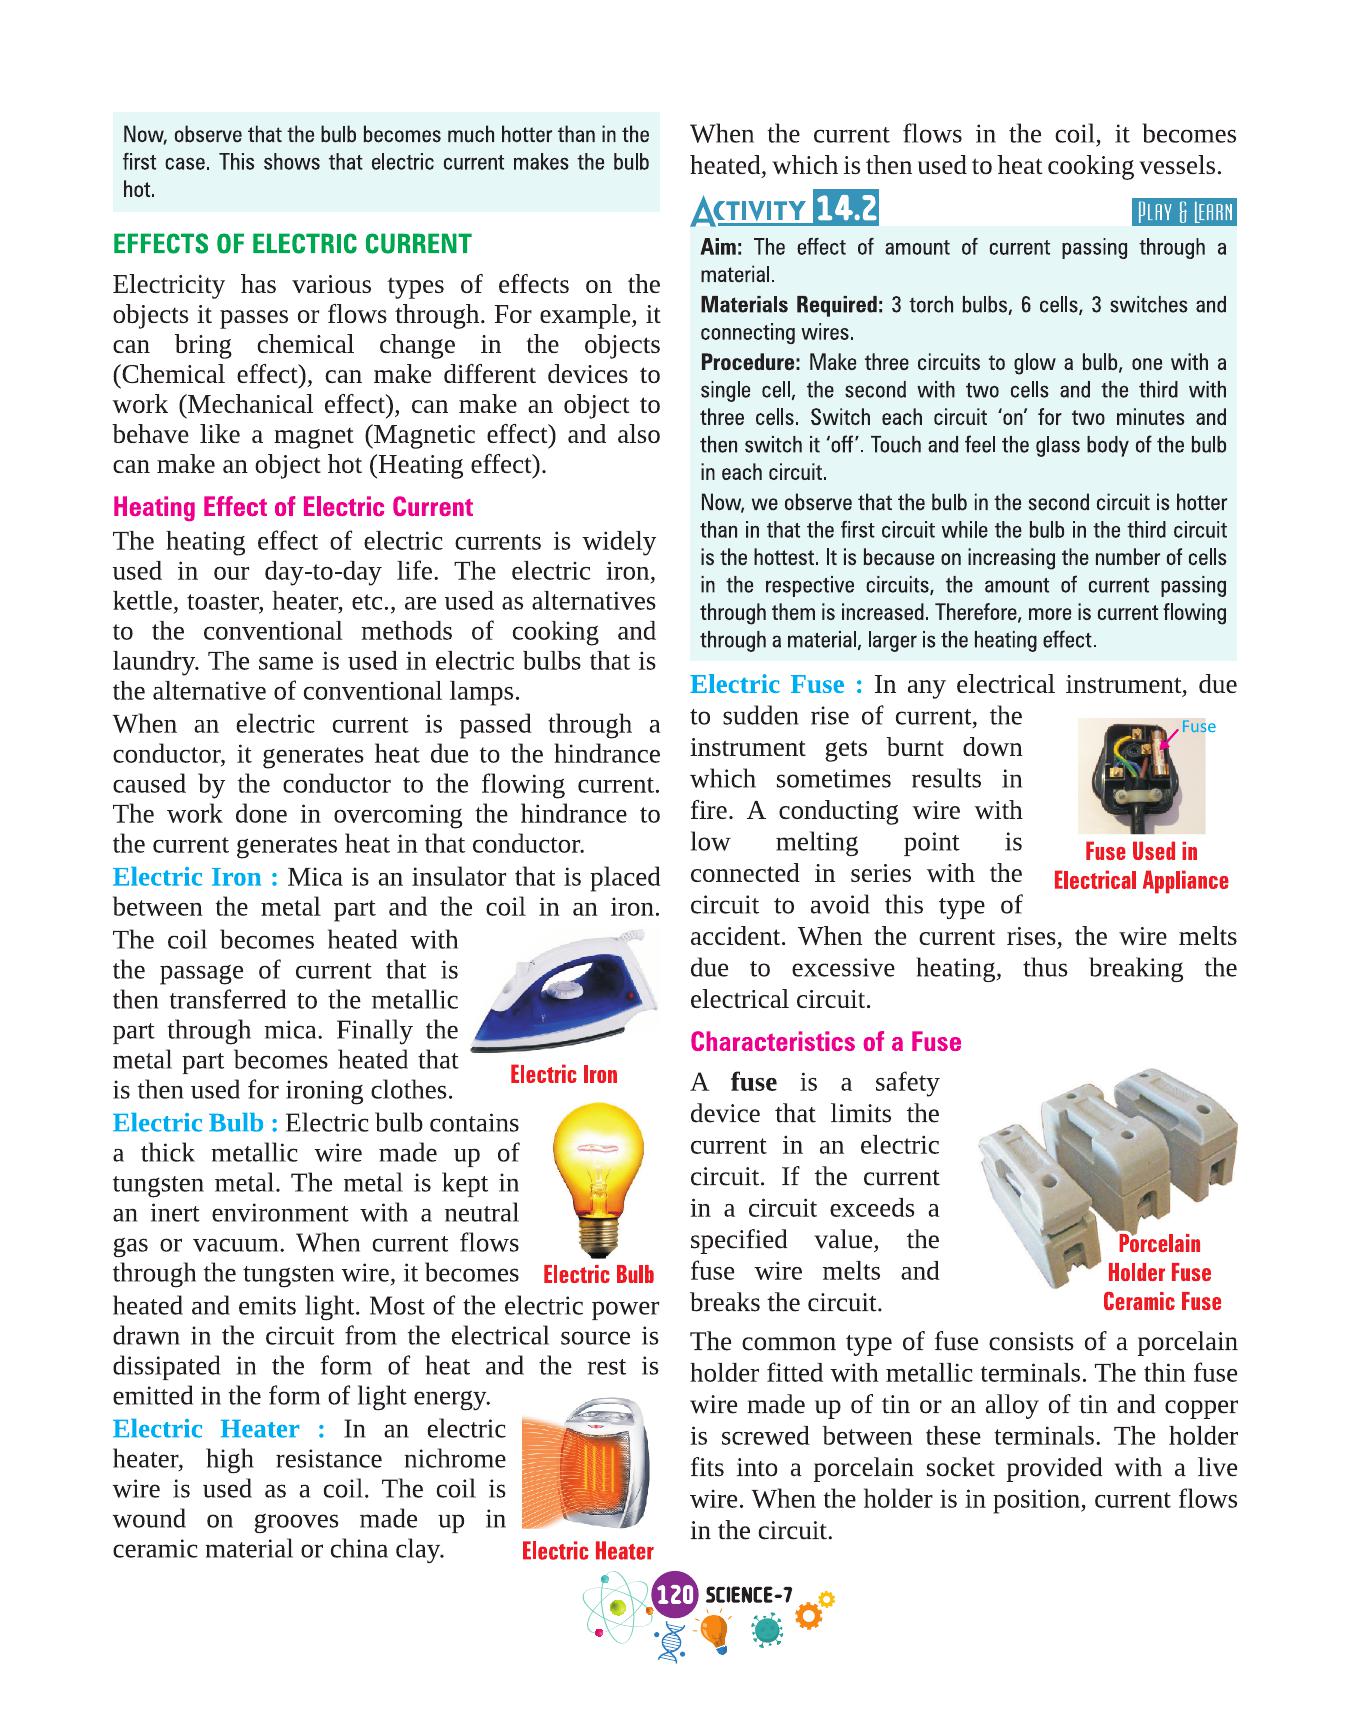 Now, observe that the bulb becomes much hotter than in the
first case. This shows that electric current makes the bulb
hot.
EFFECTS OF ELECTRIC CURRENT
Electricity has various types of effects on the
objects it passes or flows through. For example, it
can bring chemical change in the objects
(Chemical effect), can make different devices to
work (Mechanical effect), can make an object to
behave like a magnet (Magnetic effect) and also
can make an object hot (Heating effect).
Heating Effect of Electric Current
The heating effect of electric currents is widely
used in our day-to-day life. The electric iron,
kettle, toaster, heater, etc., are used as alternatives
to the conventional methods of cooking and
laundry. The same is used in electric bulbs that is
the alternative of conventional lamps.
When an electric current is passed through a
conductor, it generates heat due to the hindrance
caused by the conductor to the flowing current.
The work done in overcoming the hindrance to
the current generates heat in that conductor.
Electric Iron : Mica is an insulator that is placed
between the metal part and the coil in an iron.
The coil becomes heated with
the passage of current that is
then transferred to the metallic
part through mica. Finally the
metal part becomes heated that
is then used for ironing clothes.
Electric Iron
Electric Bulb : Electric bulb contains
a thick metallic wire made up of
tungsten metal. The metal is kept in
an inert environment with a neutral
gas or vacuum. When current flows
through the tungsten wire, it becomes
Electric Bulb
heated and emits light. Most of the electric power
drawn in the circuit from the electrical source is
dissipated in the form of heat and the rest is
emitted in the form of light energy.
Electric Heater : In an electric
heater, high resistance nichrome
wire is used as a coil. The coil is
wound on grooves made up in
ceramic material or china clay.
Electric Heater
When the current flows in the coil, it becomes
heated, which is then used to heat cooking vessels.
ACTIVITY 14.2 PLAY & LEARN
Aim: The effect of amount of current passing through a
material.
Materials Required: 3 torch bulbs, 6 cells, 3 switches and
connecting wires.
Procedure: Make three circuits to glow a bulb, one with a
single cell, the second with two cells and the third with
three cells. Switch each circuit ‘on’ for two minutes and
then switch it ‘off’. Touch and feel the glass body of the bulb
in each circuit.
Now, we observe that the bulb in the second circuit is hotter
than in that the first circuit while the bulb in the third circuit
is the hottest. It is because on increasing the number of cells
in the respective circuits, the amount of current passing
through them is increased. Therefore, more is current flowing
through a material, larger is the heating effect.
Electric Fuse : In any electrical instrument, due
to sudden rise of current, the
instrument gets burnt down
which sometimes results in
fire. A conducting wire with
low melting point is
connected in series with the
circuit to avoid this type of
Fuse
Fuse Used in
Electrical Appliance
accident. When the current rises, the wire melts
due to excessive heating, thus breaking the
electrical circuit.
Characteristics of a Fuse
A fuse is a safety
device that limits the
current in an electric
circuit. If the current
in a circuit exceeds a
specified value, the
fuse wire melts and
breaks the circuit.
Porcelain
Holder Fuse
Ceramic Fuse
The common type of fuse consists of a porcelain
holder fitted with metallic terminals. The thin fuse
wire made up of tin or an alloy of tin and copper
is screwed between these terminals. The holder
fits into a porcelain socket provided with a live
wire. When the holder is in position, current flows
in the circuit.
120 SCIENCE-7